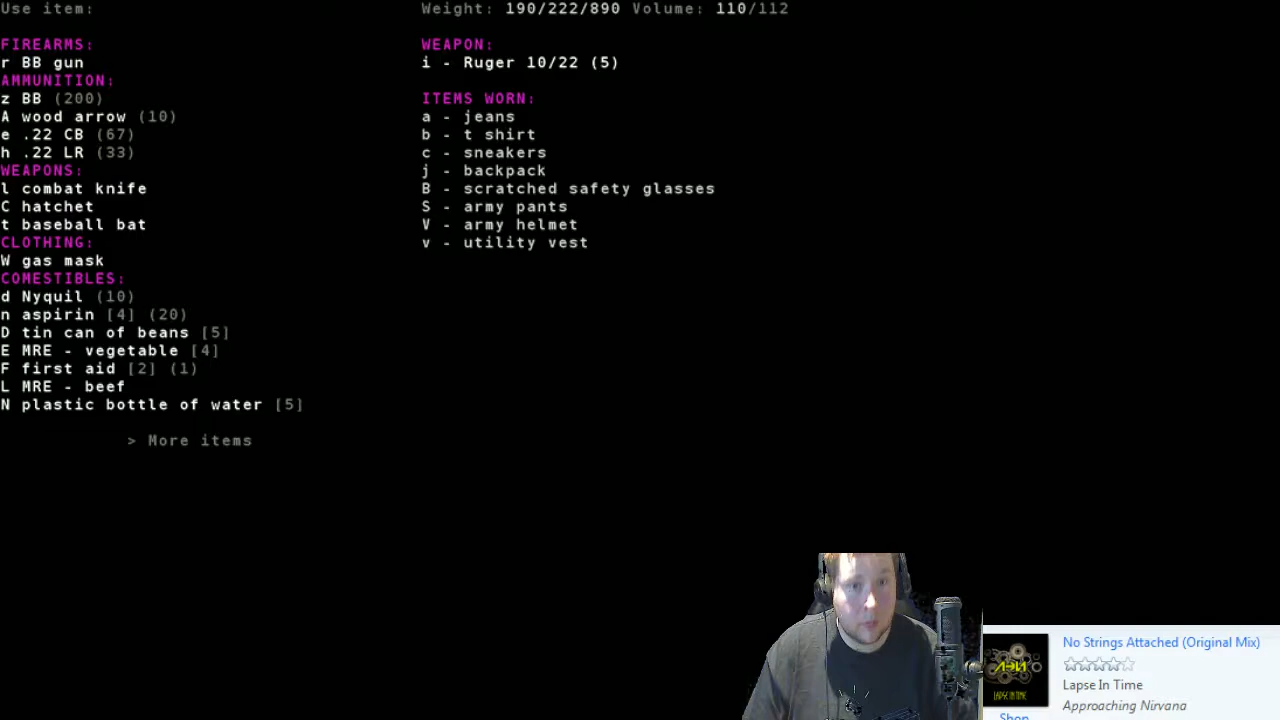 Use item:
Weight: 190/222/890 Volume: 110/112
FIREARMS:
r BB gun
AMMUNITION:
z BB (200)
A wood arrow (10)
e .22 CB (67)
h .22 LR (33)
WEAPONS:
l combat knife
C hatchet
t baseball bat
CLOTHING:
W gas mask
COMESTIBLES:
d Nyquil (10)
n aspirin [4] (20)
D tin can of beans [5]
E MRE - vegetable [4]
F first aid [2] (1)
L MRE - beef
N plastic bottle of water [5]
> More items
WEAPON:
i - Ruger 10/22 (5)
ITEMS WORN:
a - jeans
b - t shirt
c - sneakers
j - backpack
B - scratched safety glasses
S - army pants
V - army helmet
v - utility vest
No Strings Attached (Original Mix)
Lapse In Time
Approaching Nirvana
LAPSE IN TIME
Shop